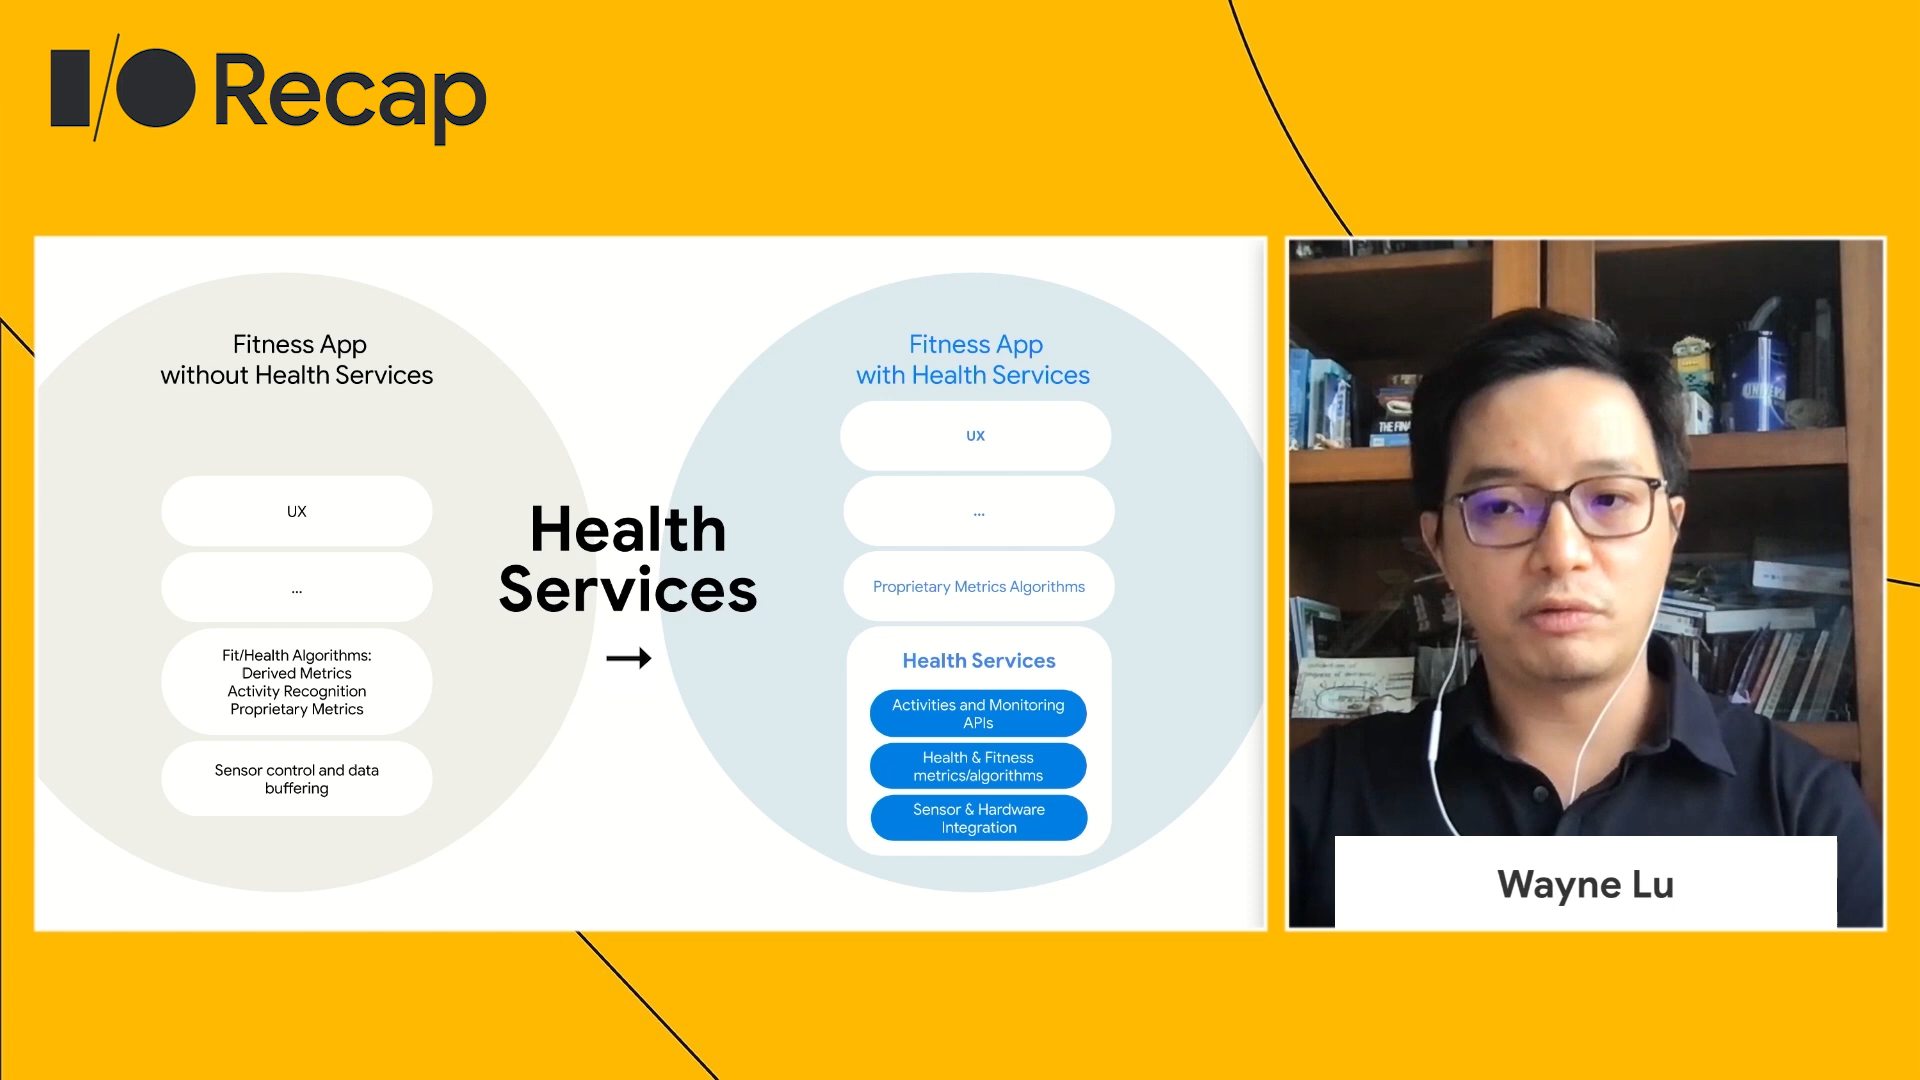 I/O Recap
Fitness App
without Health Services
UX
...
Fit/Health Algorithms:
Derived Metrics
Activity Recognition
Proprietary Metrics
Sensor control and data
buffering
Health
Services
Fitness App
with Health Services
UX
...
Proprietary Metrics Algorithms
Health Services
Activities and Monitoring
APIs
Health & Fitness
metrics/algorithms
Sensor & Hardware
Integration
THE FINA
Wayne Lu